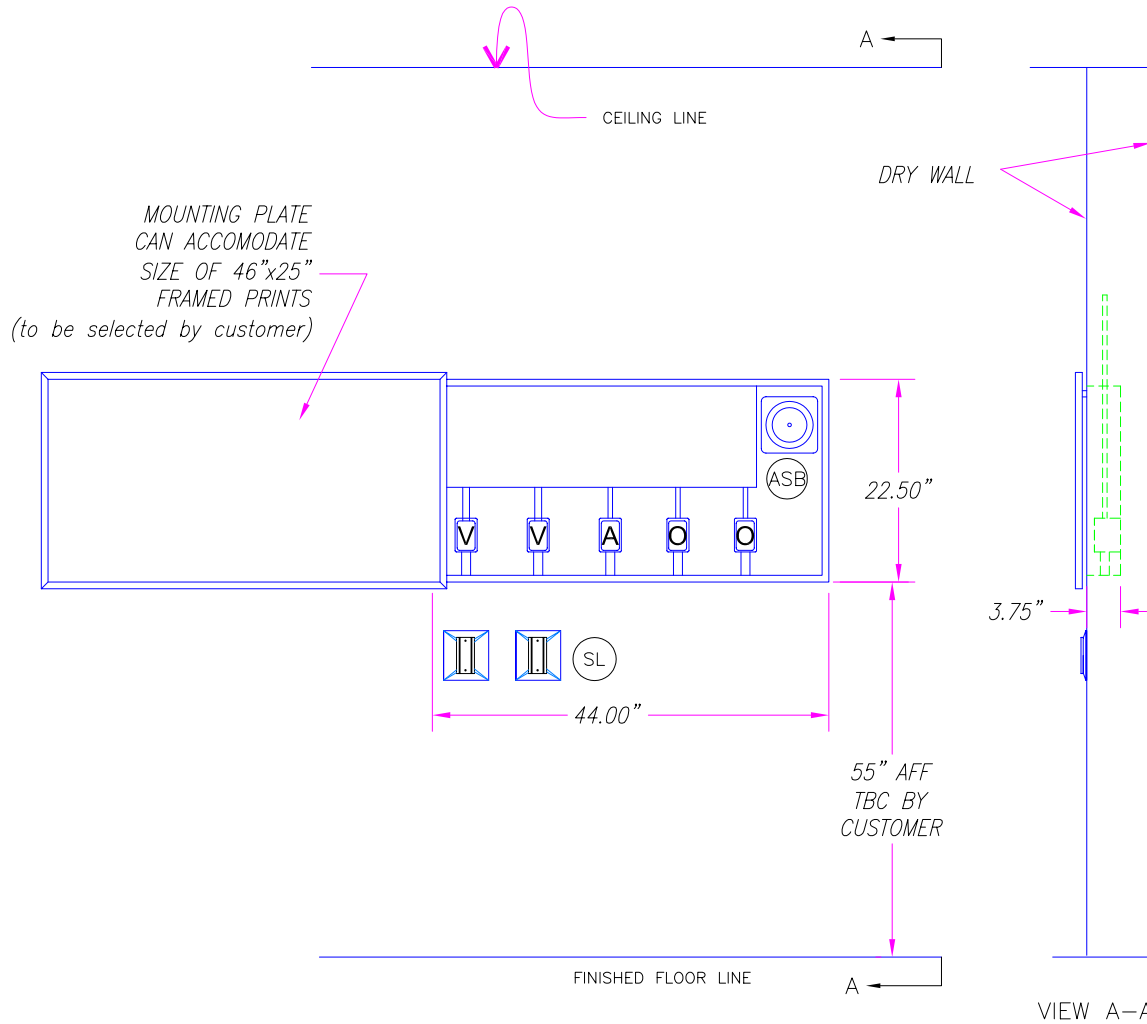 A
CEILING LINE
DRY WALL
MOUNTING PLATE
CAN ACCOMODATE
SIZE OF 46"x25"
FRAMED PRINTS
(to be selected by customer)
ASB
22.50"
V V A O O
3.75"
SL
44.00"
55" AFF
TBC BY
CUSTOMER
FINISHED FLOOR LINE
A
VIEW A-A